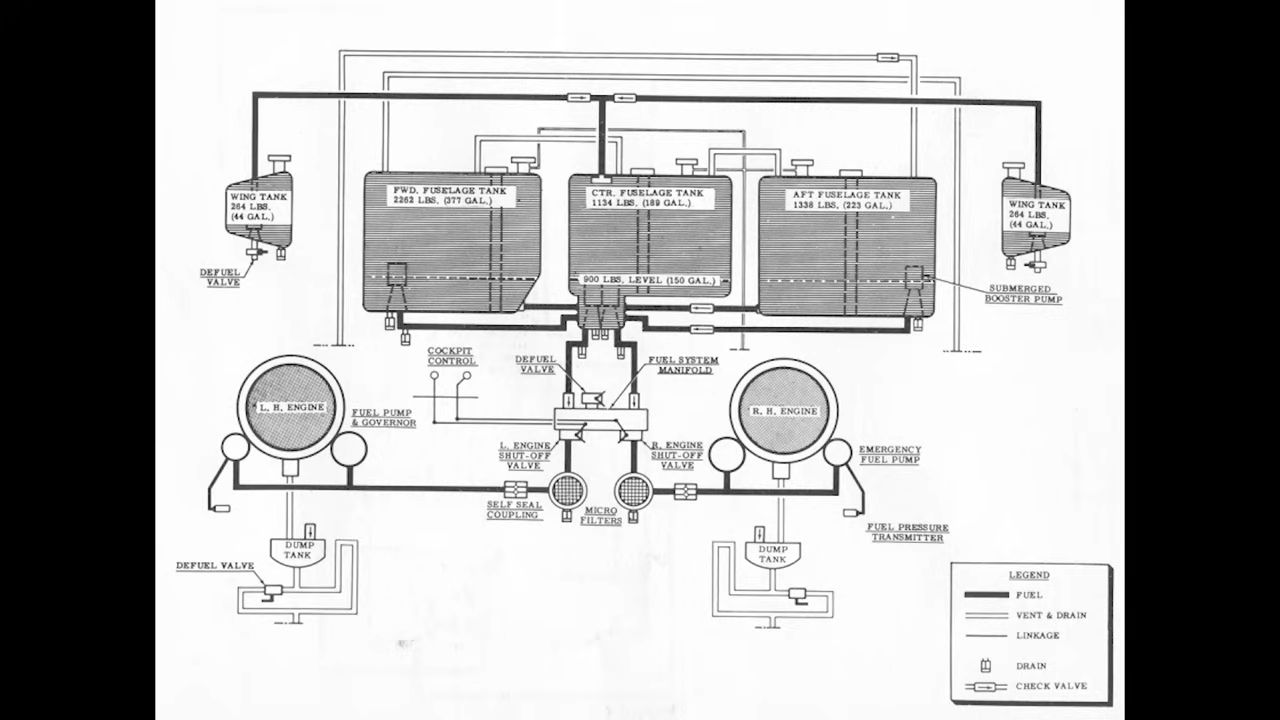 FWD. FUSELAGE TANK
2262 LBS. (377 GAL.)
CTR. FUSELAGE TANK
1134 LBS. (189 GAL.)
AFT FUSELAGE TANK
1338 LBS. (223 GAL.)
WING TANK
264 LBS.
(44 GAL.)
WING TANK
264 LBS.
(44 GAL.)
DEFUEL
VALVE
900 LBS. LEVEL (150 GAL.)
SUBMERGED
BOOSTER PUMP
COCKPIT
CONTROL
DEFUEL
VALVE
FUEL SYSTEM
MANIFOLD
L. H. ENGINE
FUEL PUMP
& GOVERNOR
R. H. ENGINE
L. ENGINE
SHUT-OFF
VALVE
R. ENGINE
SHUT-OFF
VALVE
EMERGENCY
FUEL PUMP
SELF SEAL
COUPLING
MICRO
FILTERS
FUEL PRESSURE
TRANSMITTER
DUMP
TANK
DUMP
TANK
DEFUEL VALVE
LEGEND
FUEL
VENT & DRAIN
LINKAGE
DRAIN
CHECK VALVE